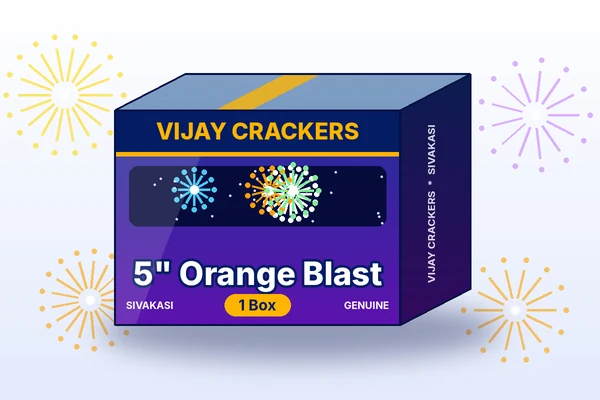 VIJAY CRACKERS
5" Orange Blast
SIVAKASI
1 Box
GENUINE
VIJAY CRACKERS * SIVAKASI